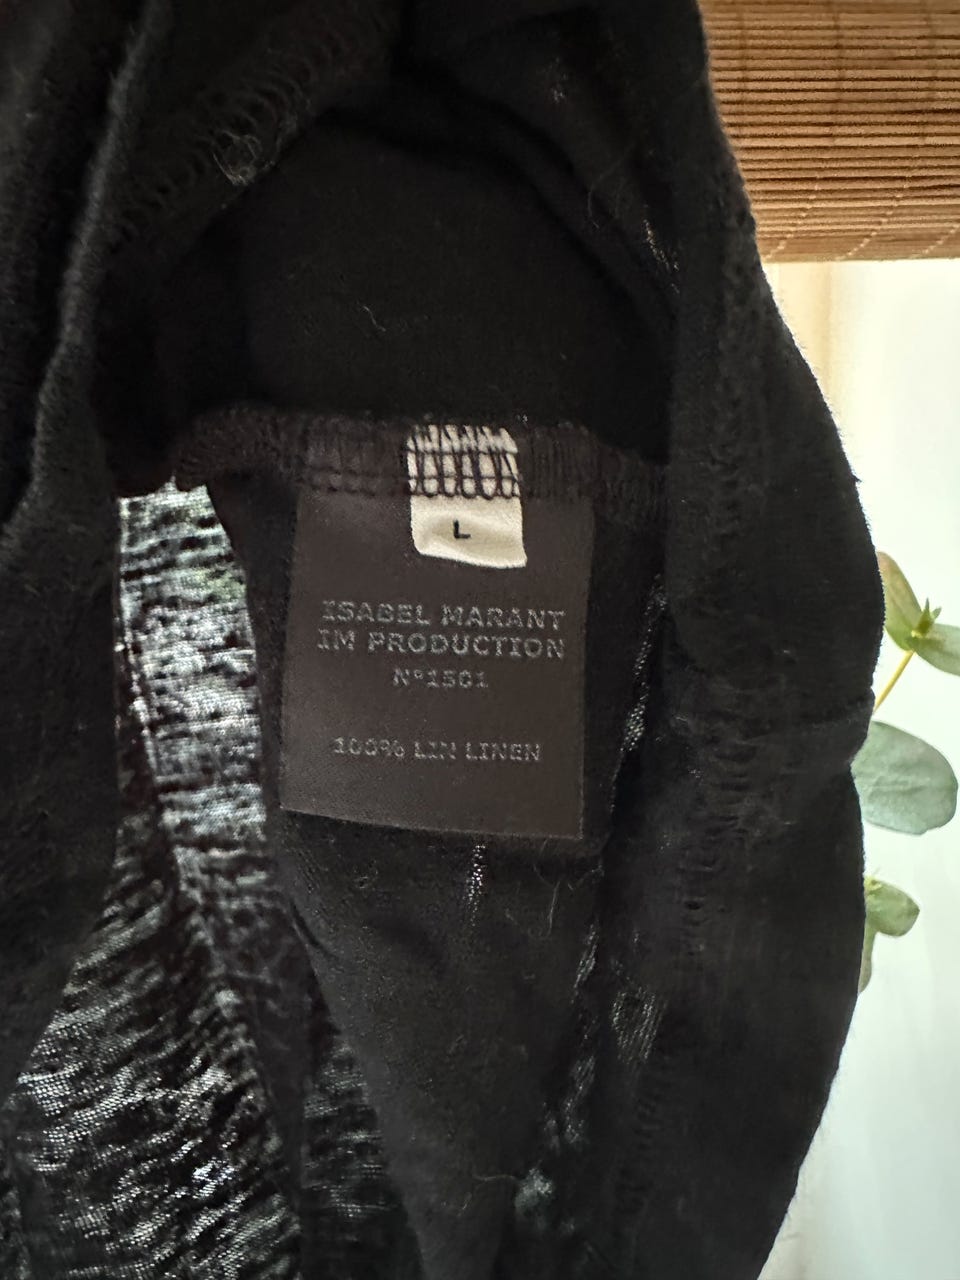 L
ISABEL MARANT
IM PRODUCTION
N°1501
100% LIN LINEN